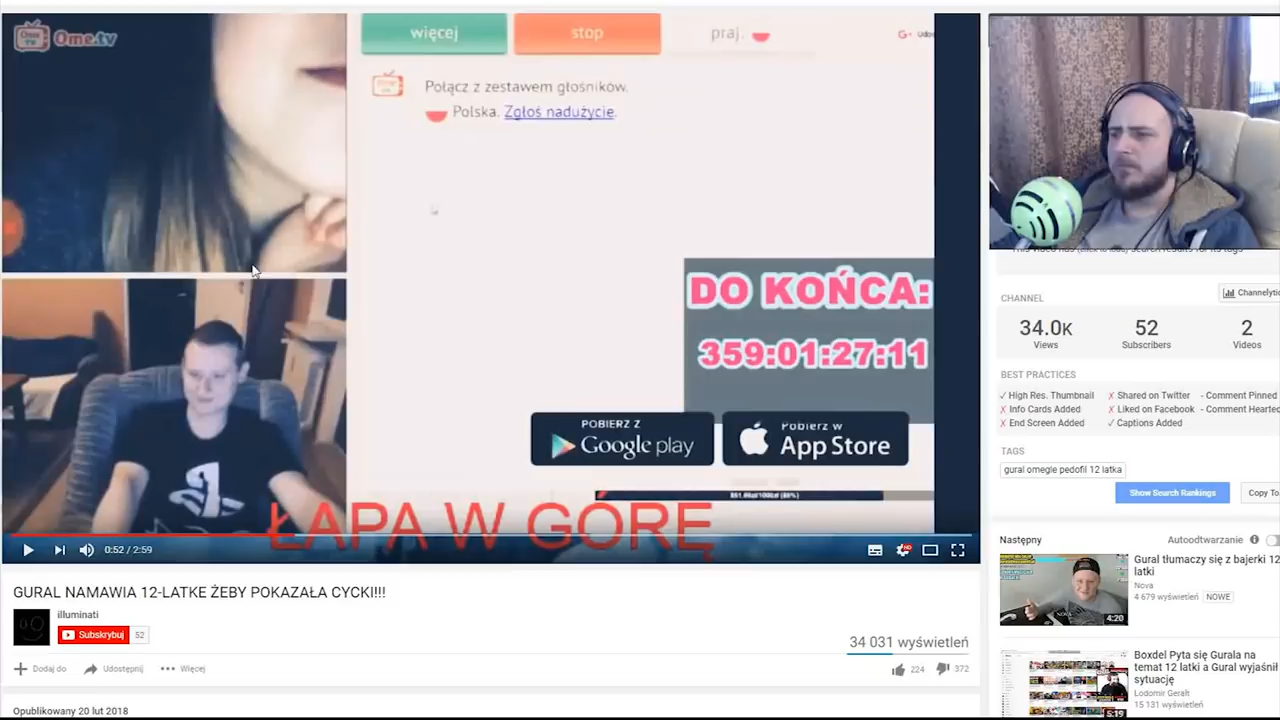 Ome.tv
więcej
stop
praj.
Połącz z zestawem głośników.
Polska. Zgłoś nadużycie.
DO KOŃCA:
359:01:27:11
POBIERZ Z
Google play
Pobierz w
App Store
ŁAPA W GÓRĘ
0:52 / 2:59
GURAL NAMAWIA 12-LATKE ŻEBY POKAZAŁA CYCKI!!!
illuminati
Subskrybuj 52
34 031 wyświetleń
Dodaj do
Udostępnij
Więcej
224
372
Opublikowany 20 lut 2018
CHANNEL
Channelytic
34.0K
52
2
Views
Subscribers
Videos
BEST PRACTICES
✓ High Res. Thumbnail ✗ Shared on Twitter - Comment Pinned
✗ Info Cards Added ✗ Liked on Facebook - Comment Hearted
✗ End Screen Added ✓ Captions Added
TAGS
gural omegle pedofil 12 latka
Show Search Rankings
Copy To
Następny
Autoodtwarzanie
Gural tłumaczy się z bajerki 12
latki
Nova
4 679 wyświetleń NOWE
4:20
Boxdel Pyta się Gurala na
temat 12 latki a Gural wyjaśnił
sytuację
Lodomir Geralt
15 131 wyświetleń
5:19